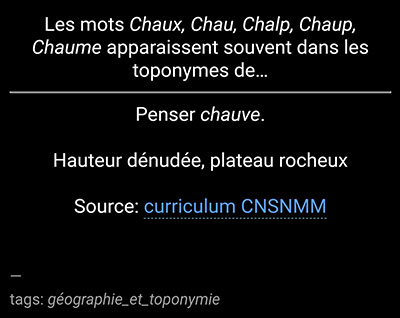 Les mots Chaux, Chau, Chalp, Chaup,
Chaume apparaissent souvent dans les
toponymes de…
Penser chauve.
Hauteur dénudée, plateau rocheux
Source: curriculum CNSNMM
—
tags: géographie_et_toponymie